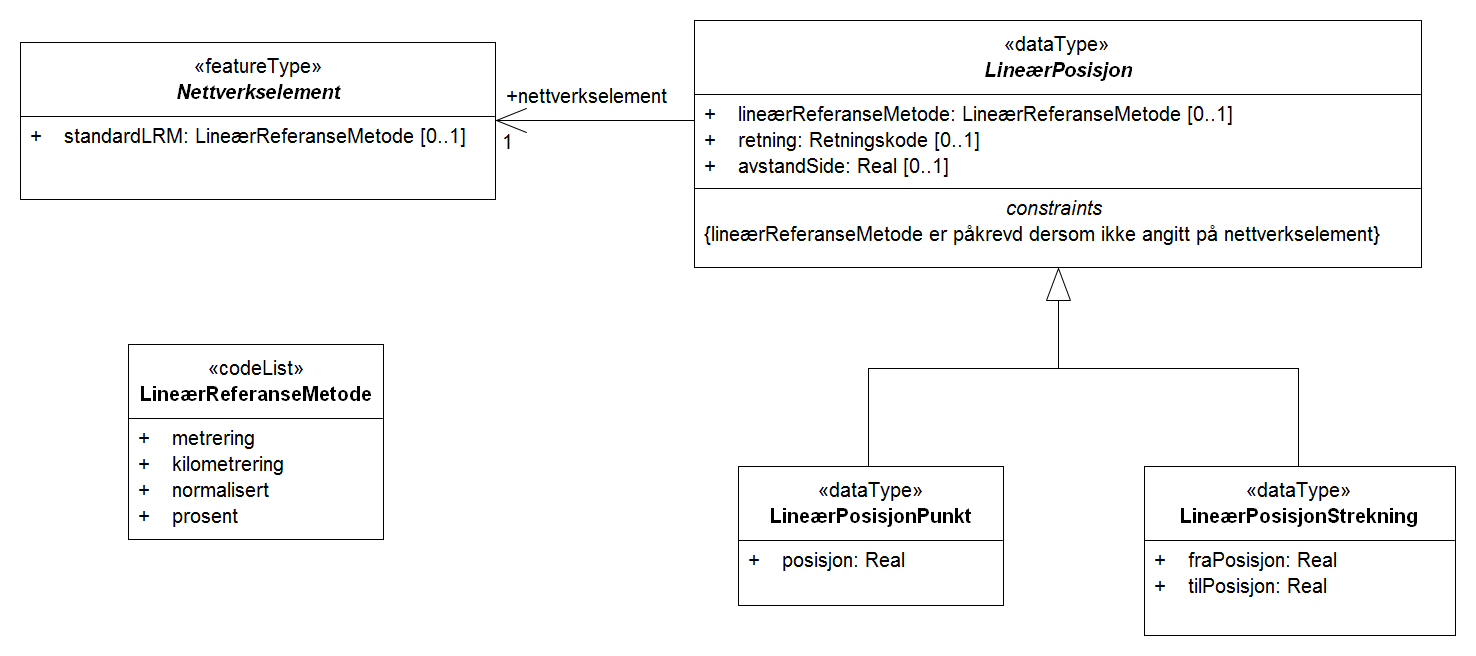 «featureType»
Nettverkselement
+ standardLRM: LineærReferanseMetode [0..1]
+nettverkselement
1
«dataType»
LineærPosisjon
+ lineærReferanseMetode: LineærReferanseMetode [0..1]
+ retning: Retningskode [0..1]
+ avstandSide: Real [0..1]
constraints
{lineærReferanseMetode er påkrevd dersom ikke angitt på nettverkselement}
«codeList»
LineærReferanseMetode
+ metrering
+ kilometrering
+ normalisert
+ prosent
«dataType»
LineærPosisjonPunkt
+ posisjon: Real
«dataType»
LineærPosisjonStrekning
+ fraPosisjon: Real
+ tilPosisjon: Real